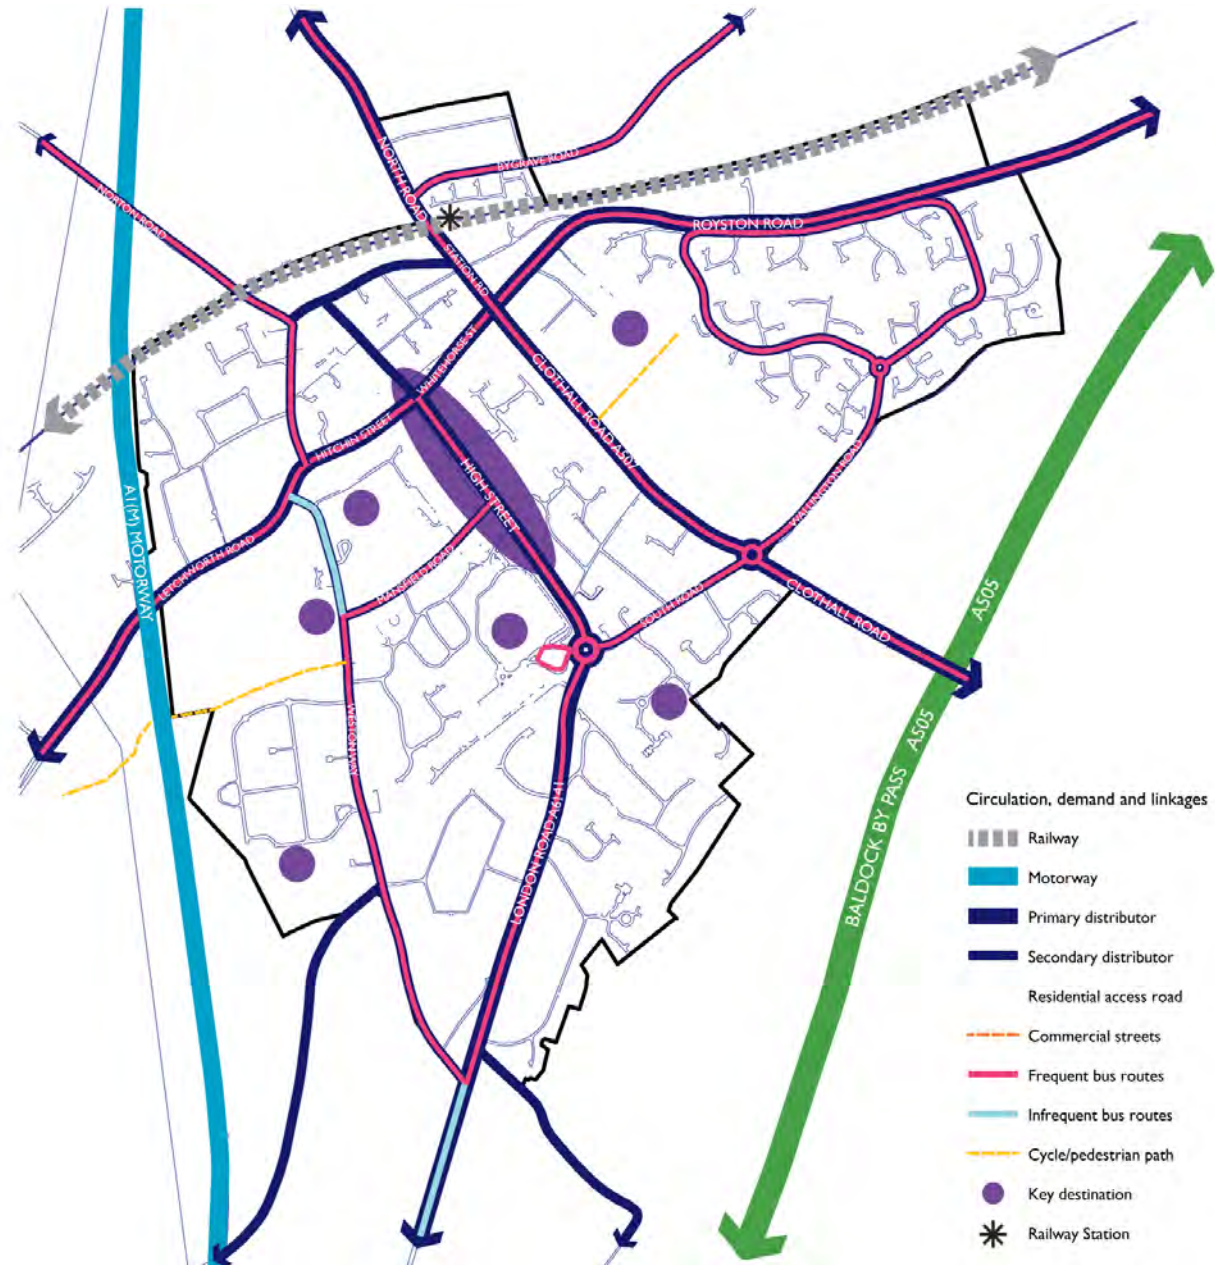 NORTH ROAD
BYGRAVE ROAD
NORTON ROAD
STATION RD
ROYSTON ROAD
WHITEHORSE ST
CLOTHALL ROAD A507
HITCHIN STREET
HIGH STREET
WALLINGTON ROAD
A1(M) MOTORWAY
LETCHWORTH ROAD
MANSFIELD ROAD
SOUTH ROAD
CLOTHALL ROAD
A505
WESTON WAY
A505
BALDOCK BY PASS
LONDON ROAD A6141
Circulation, demand and linkages
Railway
Motorway
Primary distributor
Secondary distributor
Residential access road
Commercial streets
Frequent bus routes
Infrequent bus routes
Cycle/pedestrian path
Key destination
Railway Station